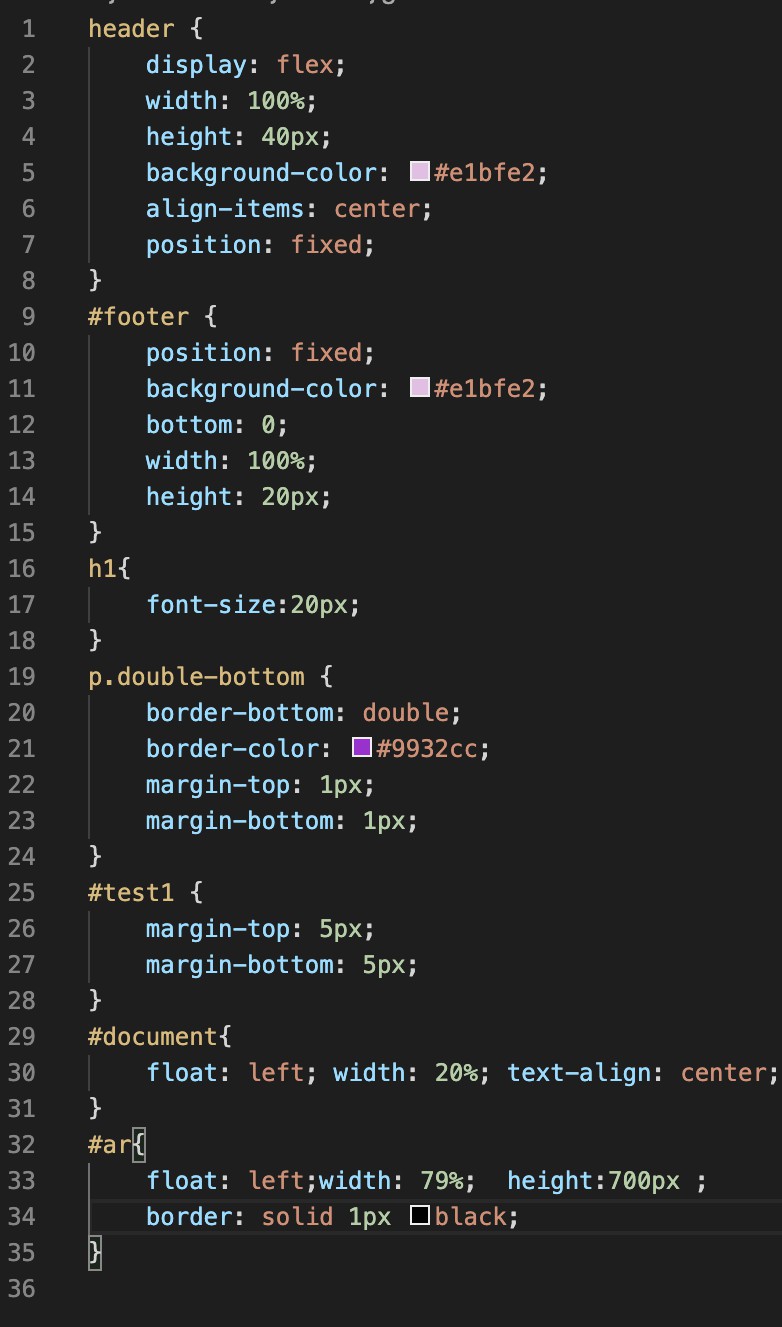 1 header {
2     display: flex;
3     width: 100%;
4     height: 40px;
5     background-color: #e1bfe2;
6     align-items: center;
7     position: fixed;
8 }
9 #footer {
10     position: fixed;
11     background-color: #e1bfe2;
12     bottom: 0;
13     width: 100%;
14     height: 20px;
15 }
16 h1{
17     font-size:20px;
18 }
19 p.double-bottom {
20     border-bottom: double;
21     border-color: #9932cc;
22     margin-top: 1px;
23     margin-bottom: 1px;
24 }
25 #test1 {
26     margin-top: 5px;
27     margin-bottom: 5px;
28 }
29 #document{
30     float: left; width: 20%; text-align: center;
31 }
32 #ar{
33     float: left;width: 79%;  height:700px ;
34     border: solid 1px black;
35 }
36